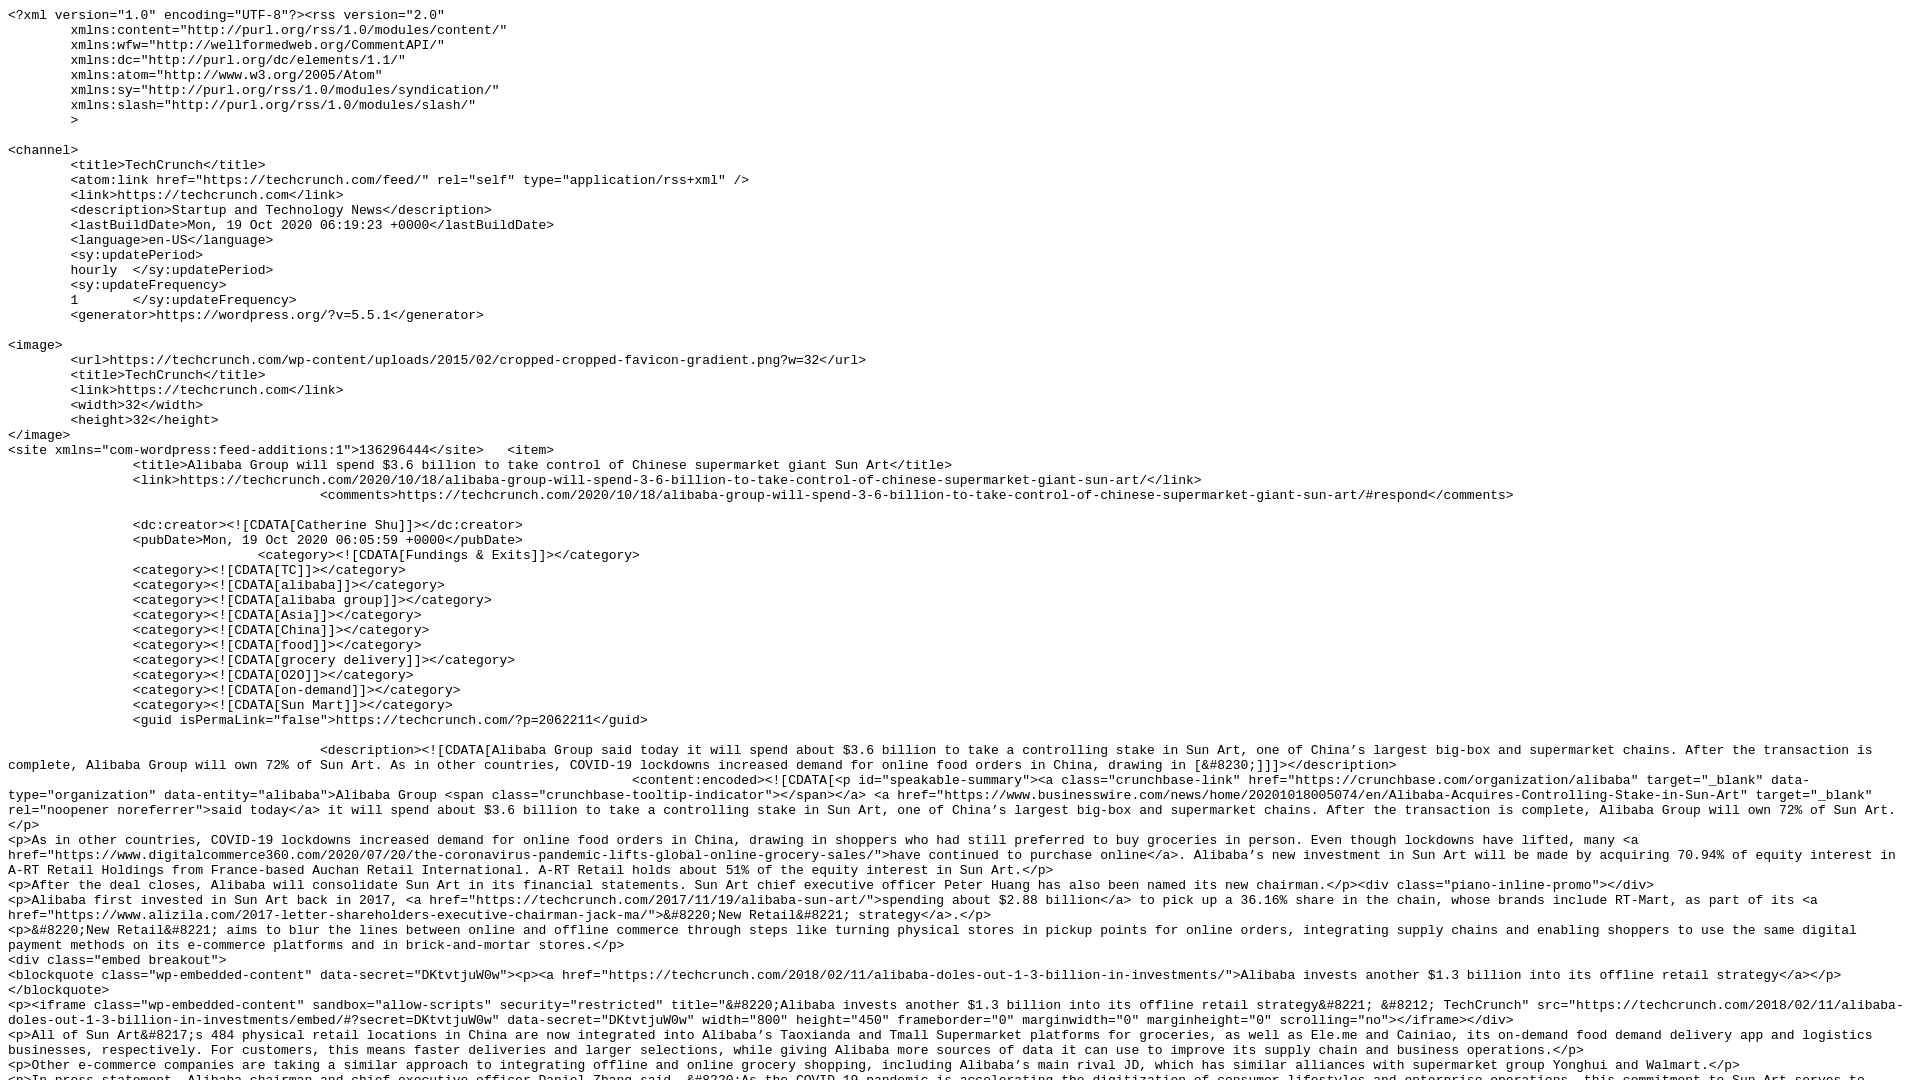 <?xml version="1.0" encoding="UTF-8"?><rss version="2.0"
xmlns:content="http://purl.org/rss/1.0/modules/content/"
xmlns:wfw="http://wellformedweb.org/CommentAPI/"
xmlns:dc="http://purl.org/dc/elements/1.1/"
xmlns:atom="http://www.w3.org/2005/Atom"
xmlns:sy="http://purl.org/rss/1.0/modules/syndication/"
xmlns:slash="http://purl.org/rss/1.0/modules/slash/"
>
<channel>
<title>TechCrunch</title>
<atom:link href="https://techcrunch.com/feed/" rel="self" type="application/rss+xml" />
<link>https://techcrunch.com</link>
<description>Startup and Technology News</description>
<lastBuildDate>Mon, 19 Oct 2020 06:19:23 +0000</lastBuildDate>
<language>en-US</language>
<sy:updatePeriod>
hourly  </sy:updatePeriod>
<sy:updateFrequency>
1       </sy:updateFrequency>
<generator>https://wordpress.org/?v=5.5.1</generator>
<image>
<url>https://techcrunch.com/wp-content/uploads/2015/02/cropped-cropped-favicon-gradient.png?w=32</url>
<title>TechCrunch</title>
<link>https://techcrunch.com</link>
<width>32</width>
<height>32</height>
</image>
<site xmlns="com-wordpress:feed-additions:1">136296444</site>   <item>
<title>Alibaba Group will spend $3.6 billion to take control of Chinese supermarket giant Sun Art</title>
<link>https://techcrunch.com/2020/10/18/alibaba-group-will-spend-3-6-billion-to-take-control-of-chinese-supermarket-giant-sun-art/</link>
<comments>https://techcrunch.com/2020/10/18/alibaba-group-will-spend-3-6-billion-to-take-control-of-chinese-supermarket-giant-sun-art/#respond</comments>
<dc:creator><![CDATA[Catherine Shu]]></dc:creator>
<pubDate>Mon, 19 Oct 2020 06:05:59 +0000</pubDate>
<category><![CDATA[Fundings & Exits]]></category>
<category><![CDATA[TC]]></category>
<category><![CDATA[alibaba]]></category>
<category><![CDATA[alibaba group]]></category>
<category><![CDATA[Asia]]></category>
<category><![CDATA[China]]></category>
<category><![CDATA[food]]></category>
<category><![CDATA[grocery delivery]]></category>
<category><![CDATA[O2O]]></category>
<category><![CDATA[on-demand]]></category>
<category><![CDATA[Sun Mart]]></category>
<guid isPermaLink="false">https://techcrunch.com/?p=2062211</guid>
<description><![CDATA[Alibaba Group said today it will spend about $3.6 billion to take a controlling stake in Sun Art, one of China’s largest big-box and supermarket chains. After the transaction is
complete, Alibaba Group will own 72% of Sun Art. As in other countries, COVID-19 lockdowns increased demand for online food orders in China, drawing in [&#8230;]]]></description>
<content:encoded><![CDATA[<p id="speakable-summary"><a class="crunchbase-link" href="https://crunchbase.com/organization/alibaba" target="_blank" data-
type="organization" data-entity="alibaba">Alibaba Group <span class="crunchbase-tooltip-indicator"></span></a> <a href="https://www.businesswire.com/news/home/20201018005074/en/Alibaba-Acquires-Controlling-Stake-in-Sun-Art" target="_blank"
rel="noopener noreferrer">said today</a> it will spend about $3.6 billion to take a controlling stake in Sun Art, one of China’s largest big-box and supermarket chains. After the transaction is complete, Alibaba Group will own 72% of Sun Art.
</p>
<p>As in other countries, COVID-19 lockdowns increased demand for online food orders in China, drawing in shoppers who had still preferred to buy groceries in person. Even though lockdowns have lifted, many <a
href="https://www.digitalcommerce360.com/2020/07/20/the-coronavirus-pandemic-lifts-global-online-grocery-sales/">have continued to purchase online</a>. Alibaba’s new investment in Sun Art will be made by acquiring 70.94% of equity interest in
A-RT Retail Holdings from France-based Auchan Retail International. A-RT Retail holds about 51% of the equity interest in Sun Art.</p>
<p>After the deal closes, Alibaba will consolidate Sun Art in its financial statements. Sun Art chief executive officer Peter Huang has also been named its new chairman.</p><div class="piano-inline-promo"></div>
<p>Alibaba first invested in Sun Art back in 2017, <a href="https://techcrunch.com/2017/11/19/alibaba-sun-art/">spending about $2.88 billion</a> to pick up a 36.16% share in the chain, whose brands include RT-Mart, as part of its <a
href="https://www.alizila.com/2017-letter-shareholders-executive-chairman-jack-ma/">&#8220;New Retail&#8221; strategy</a>.</p>
<p>&#8220;New Retail&#8221; aims to blur the lines between online and offline commerce through steps like turning physical stores in pickup points for online orders, integrating supply chains and enabling shoppers to use the same digital
payment methods on its e-commerce platforms and in brick-and-mortar stores.</p>
<div class="embed breakout">
<blockquote class="wp-embedded-content" data-secret="DKtvtjuW0w"><p><a href="https://techcrunch.com/2018/02/11/alibaba-doles-out-1-3-billion-in-investments/">Alibaba invests another $1.3 billion into its offline retail strategy</a></p>
</blockquote>
<p><iframe class="wp-embedded-content" sandbox="allow-scripts" security="restricted" title="&#8220;Alibaba invests another $1.3 billion into its offline retail strategy&#8221; &#8212; TechCrunch" src="https://techcrunch.com/2018/02/11/alibaba-
doles-out-1-3-billion-in-investments/embed/#?secret=DKtvtjuW0w" data-secret="DKtvtjuW0w" width="800" height="450" frameborder="0" marginwidth="0" marginheight="0" scrolling="no"></iframe></div>
<p>All of Sun Art&#8217;s 484 physical retail locations in China are now integrated into Alibaba’s Taoxianda and Tmall Supermarket platforms for groceries, as well as Ele.me and Cainiao, its on-demand food demand delivery app and logistics
businesses, respectively. For customers, this means faster deliveries and larger selections, while giving Alibaba more sources of data it can use to improve its supply chain and business operations.</p>
<p>Other e-commerce companies are taking a similar approach to integrating offline and online grocery shopping, including Alibaba’s main rival JD, which has similar alliances with supermarket group Yonghui and Walmart.</p>
<p>In press statement, Alibaba chairman and chief executive officer Daniel Zhang said, &#8220;As the COVID-19 pandemic is accelerating the digitization of consumer lifestyles and enterprise operations, this commitment to Sun Art serves to